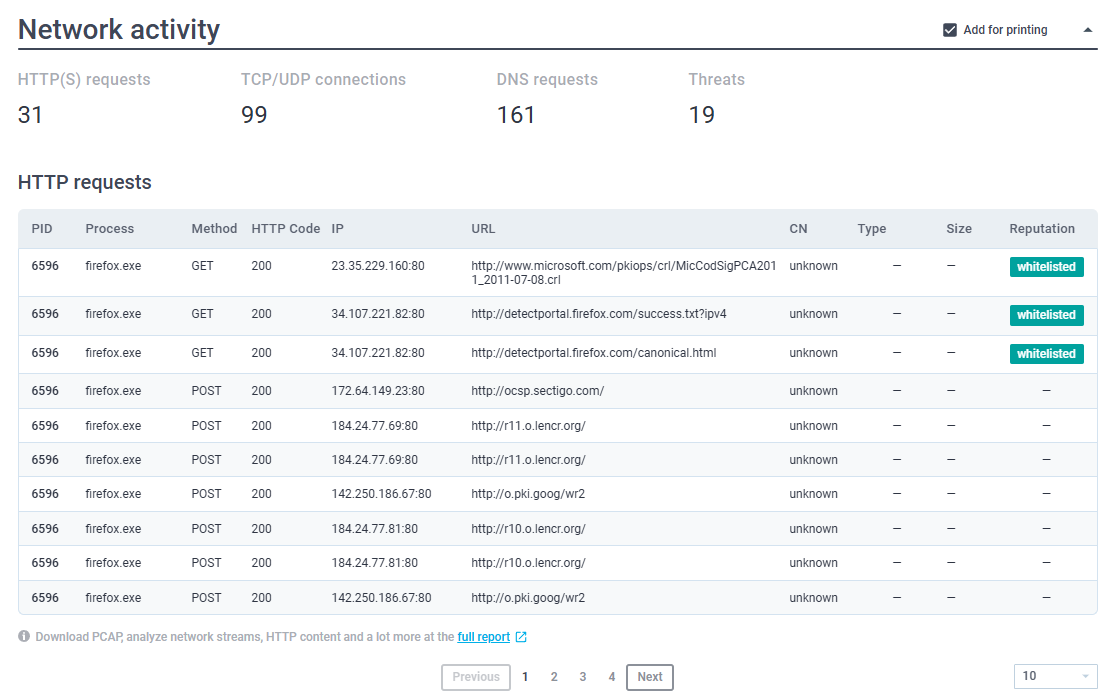 Network activity
Add for printing
HTTP(S) requests TCP/UDP connections DNS requests Threats
31 99 161 19
HTTP requests
PID Process Method HTTP Code IP URL CN Type Size Reputation
6596 firefox.exe GET 200 23.35.229.160:80 http://www.microsoft.com/pkiops/crl/MicCodSigPCA201 unknown — — whitelisted
1_2011-07-08.crl
6596 firefox.exe GET 200 34.107.221.82:80 http://detectportal.firefox.com/success.txt?ipv4 unknown — — whitelisted
6596 firefox.exe GET 200 34.107.221.82:80 http://detectportal.firefox.com/canonical.html unknown — — whitelisted
6596 firefox.exe POST 200 172.64.149.23:80 http://ocsp.sectigo.com/ unknown — — —
6596 firefox.exe POST 200 184.24.77.69:80 http://r11.o.lencr.org/ unknown — — —
6596 firefox.exe POST 200 184.24.77.69:80 http://r11.o.lencr.org/ unknown — — —
6596 firefox.exe POST 200 142.250.186.67:80 http://o.pki.goog/wr2 unknown — — —
6596 firefox.exe POST 200 184.24.77.81:80 http://r10.o.lencr.org/ unknown — — —
6596 firefox.exe POST 200 184.24.77.81:80 http://r10.o.lencr.org/ unknown — — —
6596 firefox.exe POST 200 142.250.186.67:80 http://o.pki.goog/wr2 unknown — — —
Download PCAP, analyze network streams, HTTP content and a lot more at the full report
Previous 1 2 3 4 Next 10